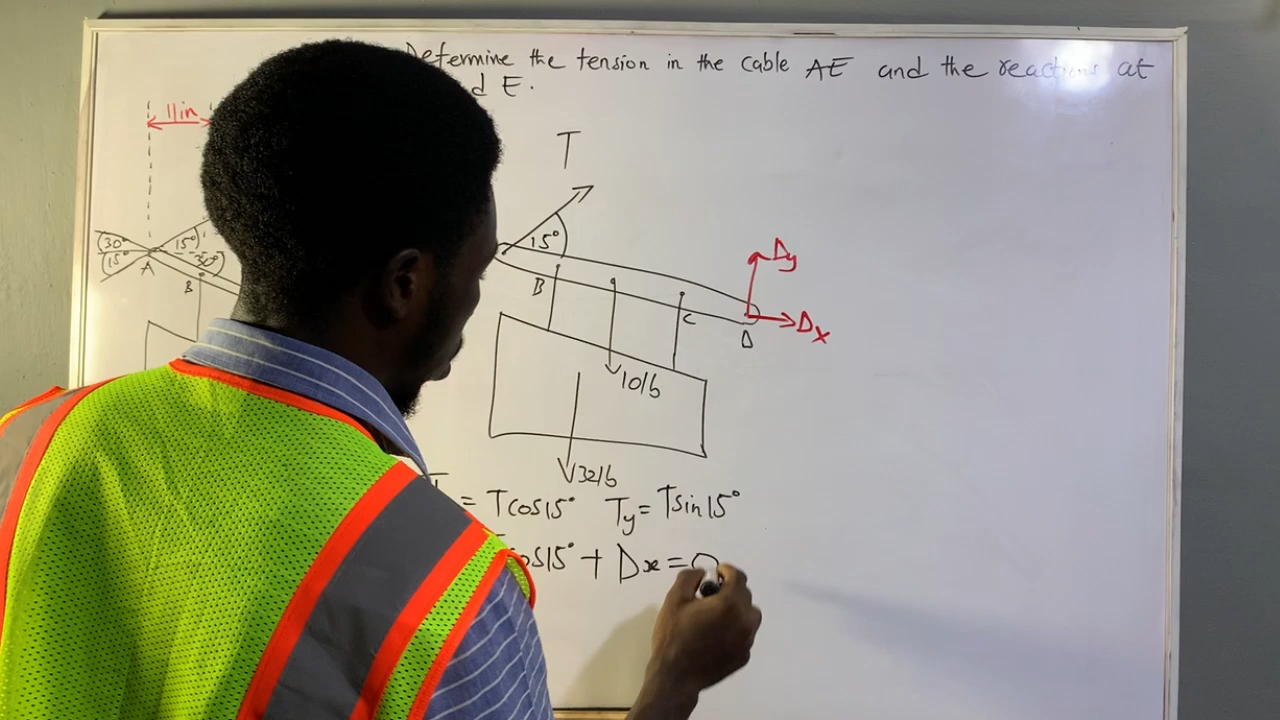 Determine the tension in the cable AE and the reactions at
d E.
11in
T
30° 15° 30° 15°
15°
A
B
B
C
D
Dy
Dx
10lb
32lb
= Tcos15° Ty = Tsin15°
cos15° + Dx = 0